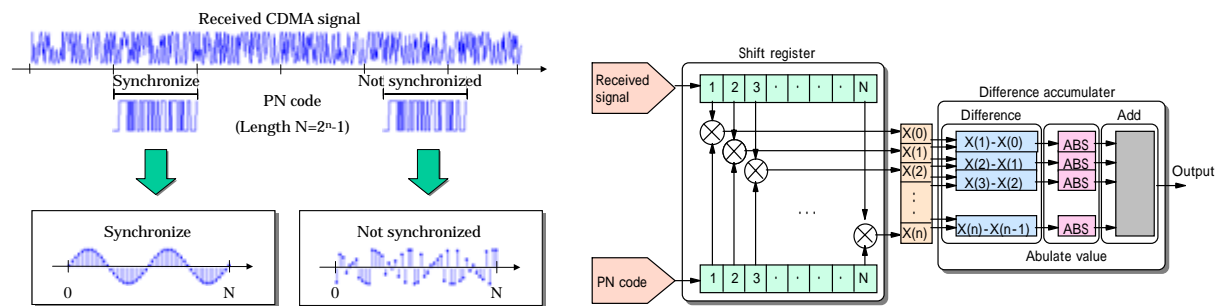 Received CDMA signal
Synchronize
Not synchronized
PN code
(Length N=2ⁿ-1)
Synchronize
0
N
Not synchronized
0
N
Shift register
Received
signal
1 2 3 · · · · N
PN code
1 2 3 · · · · N
...
X(0)
X(1)
X(2)
:
X(n)
Difference accumulater
Difference
Add
X(1)-X(0)
X(2)-X(1)
X(3)-X(2)
X(n)-X(n-1)
ABS
ABS
ABS
ABS
Output
Abulate value